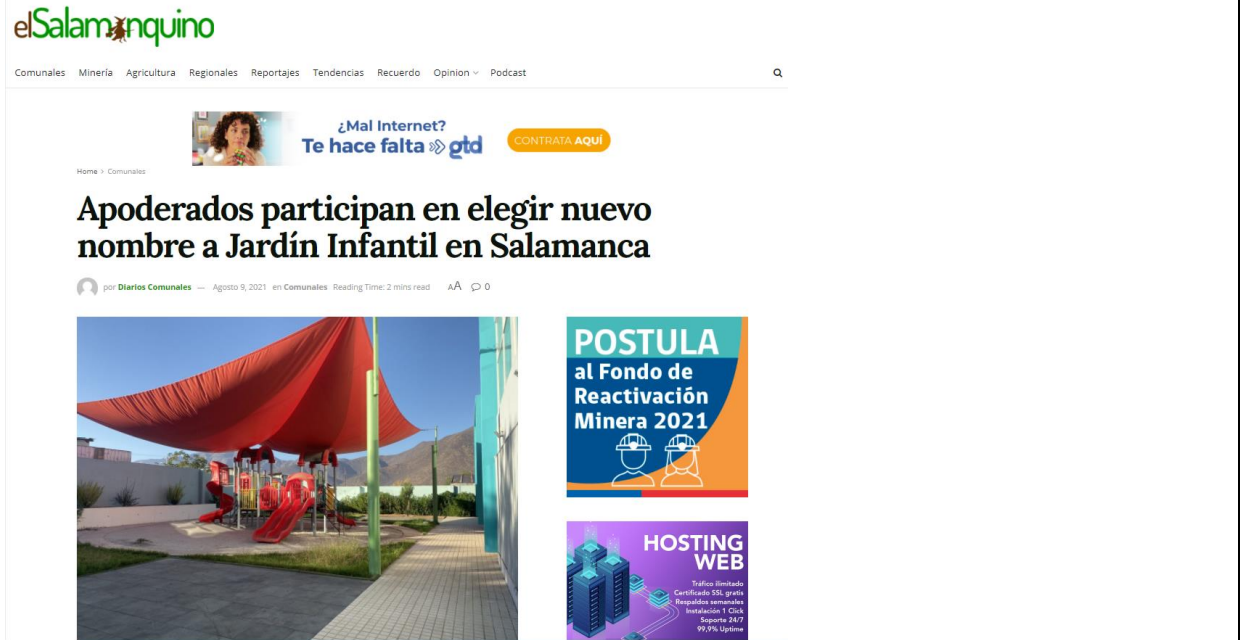 elSalamanquino
Comunales Minería Agricultura Regionales Reportajes Tendencias Recuerdo Opinion Podcast
¿Mal Internet?
Te hace falta gtd
CONTRATA AQUÍ
Home > Comunales
Apoderados participan en elegir nuevo
nombre a Jardín Infantil en Salamanca
por Diarios Comunales — Agosto 9, 2021 en Comunales Reading Time: 2 mins read AA 0
POSTULA
al Fondo de
Reactivación
Minera 2021
HOSTING
WEB
Tráfico ilimitado
Certificado SSL gratis
Respaldos semanales
Instalación 1 Click
Soporte 24/7
99,9% Uptime